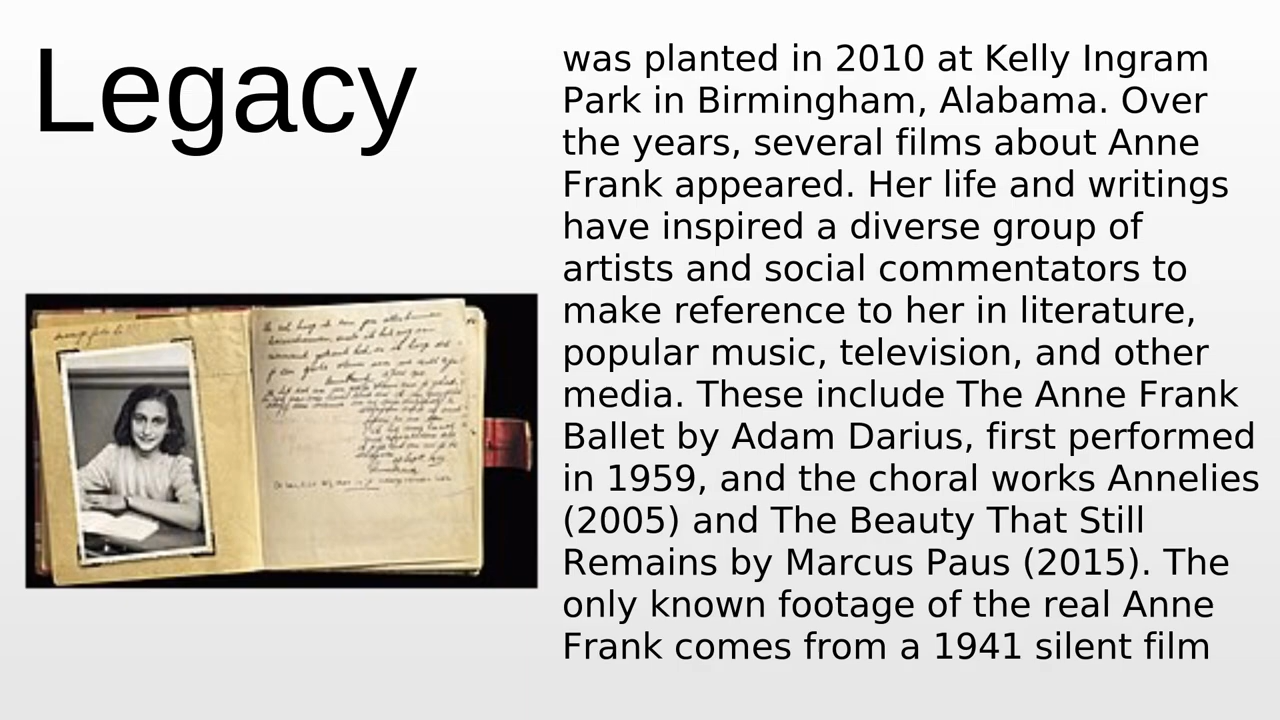 Legacy
was planted in 2010 at Kelly Ingram
Park in Birmingham, Alabama. Over
the years, several films about Anne
Frank appeared. Her life and writings
have inspired a diverse group of
artists and social commentators to
make reference to her in literature,
popular music, television, and other
media. These include The Anne Frank
Ballet by Adam Darius, first performed
in 1959, and the choral works Annelies
(2005) and The Beauty That Still
Remains by Marcus Paus (2015). The
only known footage of the real Anne
Frank comes from a 1941 silent film